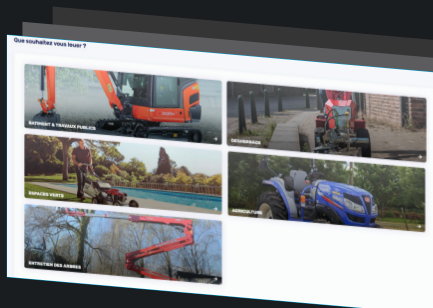 Que souhaitez vous louer ?
BATIMENT & TRAVAUX PUBLICS
DESHERBAGE
ESPACES VERTS
AGRICULTURE
ENTRETIEN DES ARBRES